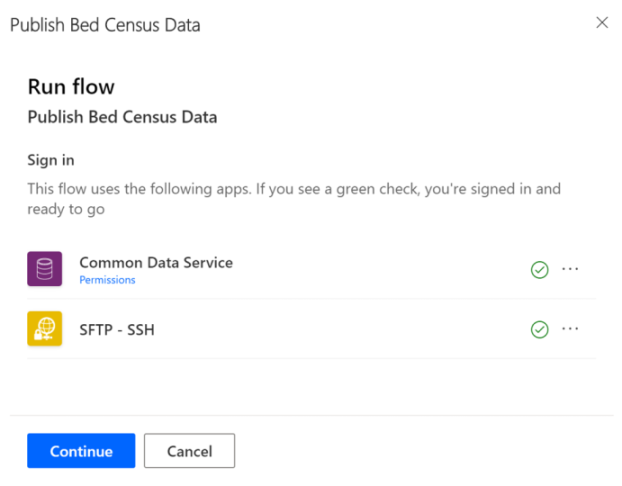 Publish Bed Census Data
Run flow
Publish Bed Census Data
Sign in
This flow uses the following apps. If you see a green check, you're signed in and
ready to go
Common Data Service
Permissions
SFTP - SSH
Continue
Cancel